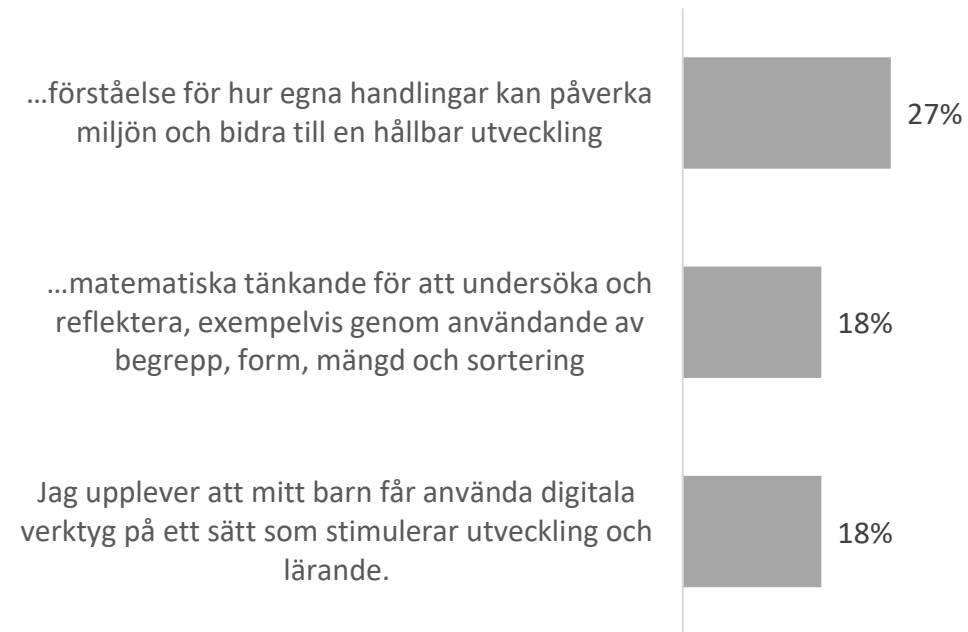 ...förståelse för hur egna handlingar kan påverka
miljön och bidra till en hållbar utveckling
27%
...matematiska tänkande för att undersöka och
reflektera, exempelvis genom användande av
begrepp, form, mängd och sortering
18%
Jag upplever att mitt barn får använda digitala
verktyg på ett sätt som stimulerar utveckling och
lärande.
18%